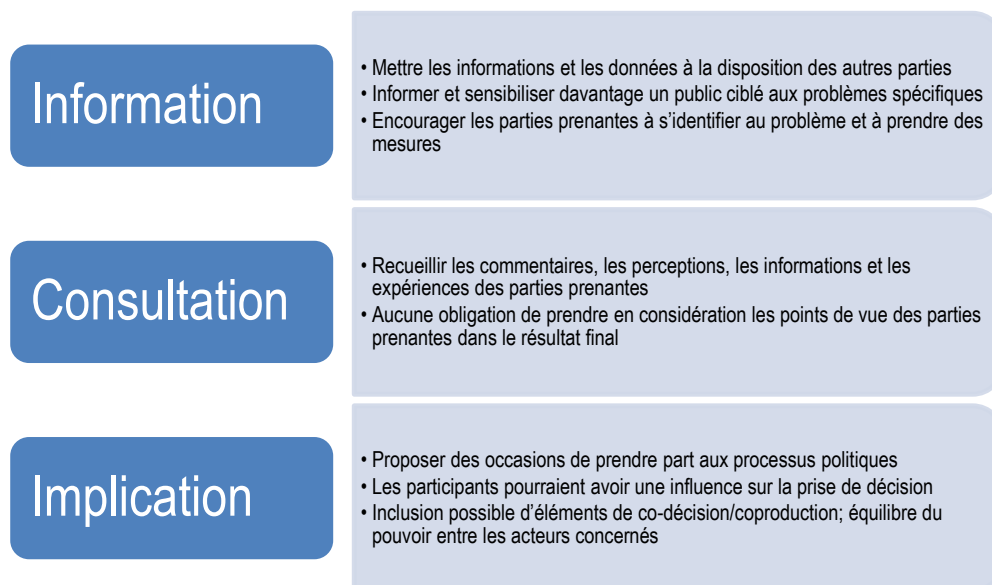 Information
• Mettre les informations et les données à la disposition des autres parties
• Informer et sensibiliser davantage un public ciblé aux problèmes spécifiques
• Encourager les parties prenantes à s’identifier au problème et à prendre des
mesures
Consultation
• Recueillir les commentaires, les perceptions, les informations et les
expériences des parties prenantes
• Aucune obligation de prendre en considération les points de vue des parties
prenantes dans le résultat final
Implication
• Proposer des occasions de prendre part aux processus politiques
• Les participants pourraient avoir une influence sur la prise de décision
• Inclusion possible d’éléments de co-décision/coproduction; équilibre du
pouvoir entre les acteurs concernés